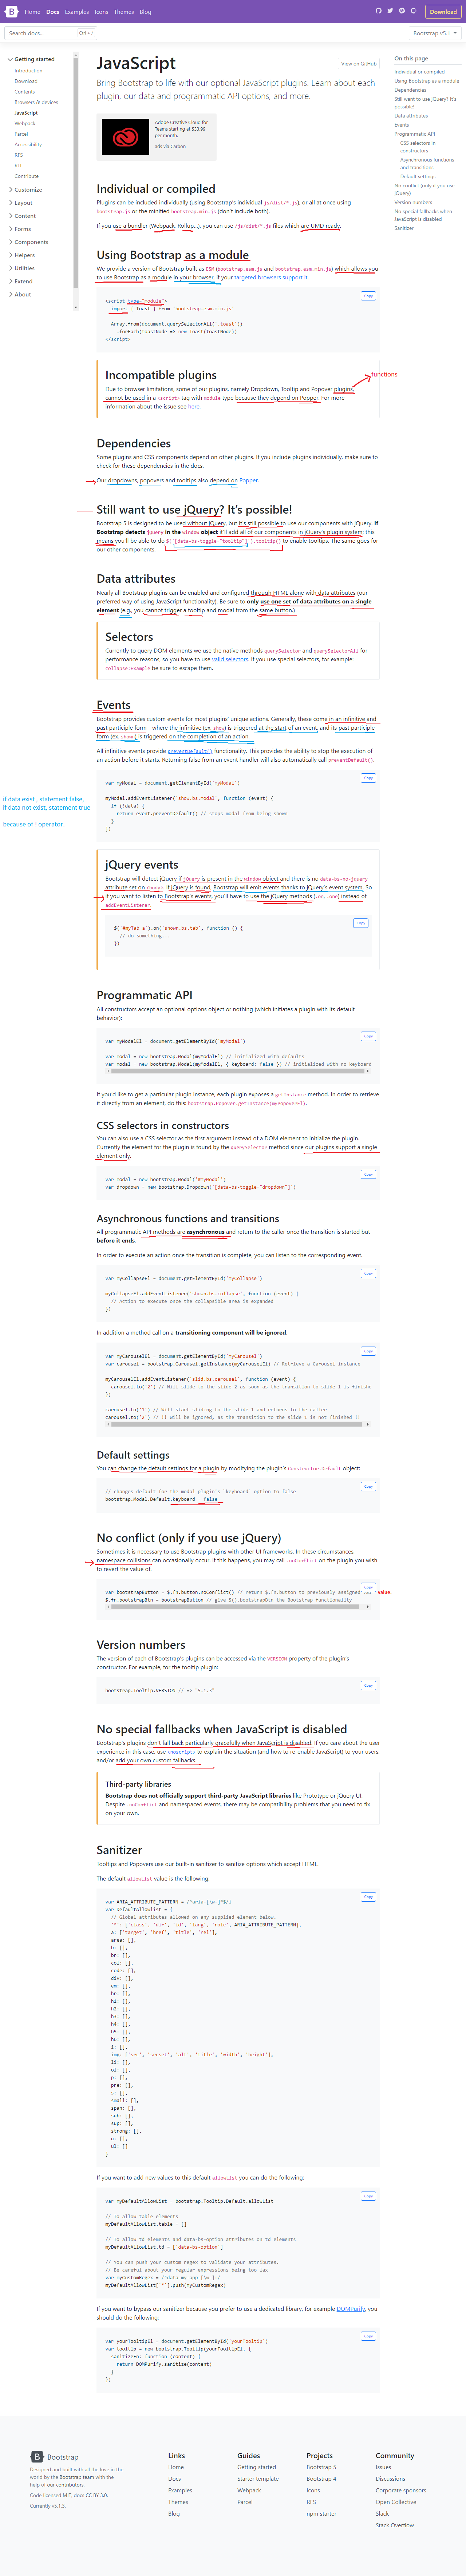 Home Docs Examples Icons Themes Blog
Download
Search docs...
Ctrl + /
Bootstrap v5.1
Getting started
Introduction
Download
Contents
Browsers & devices
JavaScript
Webpack
Parcel
Accessibility
RFS
RTL
Contribute
Customize
Layout
Content
Forms
Components
Helpers
Utilities
Extend
About
JavaScript
View on GitHub
Bring Bootstrap to life with our optional JavaScript plugins. Learn about each
plugin, our data and programmatic API options, and more.
Adobe Creative Cloud for
Teams starting at $33.99
per month.
ads via Carbon
On this page
Individual or compiled
Using Bootstrap as a module
Dependencies
Still want to use jQuery? It's
possible!
Data attributes
Events
Programmatic API
CSS selectors in
constructors
Asynchronous functions and
transitions
Default settings
No conflict (only if you use
jQuery)
Version numbers
No special fallbacks when
JavaScript is disabled
Sanitizer
Individual or compiled
Plugins can be included individually (using Bootstrap's individual js/dist/*.js), or all at once using
bootstrap.js or the minified bootstrap.min.js (don't include both).
If you use a bundler (Webpack, Rollup...), you can use /js/dist/*.js files which are UMD ready.
Using Bootstrap as a module
We provide a version of Bootstrap built as ESM (bootstrap.esm.js and bootstrap.esm.min.js) which allows you
to use Bootstrap as a module in your browser, if your targeted browsers support it.
Copy
<script type="module">
import { Toast } from 'bootstrap.esm.min.js'
Array.from(document.querySelectorAll('.toast'))
.forEach(toastNode => new Toast(toastNode))
</script>
Incompatible plugins
functions
Due to browser limitations, some of our plugins, namely Dropdown, Tooltip and Popover plugins,
cannot be used in a <script> tag with module type because they depend on Popper. For more
information about the issue see here.
Dependencies
Some plugins and CSS components depend on other plugins. If you include plugins individually, make sure to
check for these dependencies in the docs.
Our dropdowns, popovers and tooltips also depend on Popper.
Still want to use jQuery? It's possible!
Bootstrap 5 is designed to be used without jQuery, but it's still possible to use our components with jQuery. If
Bootstrap detects jQuery in the window object it'll add all of our components in jQuery's plugin system; this
means you'll be able to do $('[data-bs-toggle="tooltip"]').tooltip() to enable tooltips. The same goes for
our other components.
Data attributes
Nearly all Bootstrap plugins can be enabled and configured through HTML alone with data attributes (our
preferred way of using JavaScript functionality). Be sure to only use one set of data attributes on a single
element (e.g., you cannot trigger a tooltip and modal from the same button.)
Selectors
Currently to query DOM elements we use the native methods querySelector and querySelectorAll for
performance reasons, so you have to use valid selectors. If you use special selectors, for example:
collapse:Example be sure to escape them.
Events
Bootstrap provides custom events for most plugins' unique actions. Generally, these come in an infinitive and
past participle form - where the infinitive (ex. show) is triggered at the start of an event, and its past participle
form (ex. shown) is triggered on the completion of an action.
All infinitive events provide preventDefault() functionality. This provides the ability to stop the execution of
an action before it starts. Returning false from an event handler will also automatically call preventDefault().
Copy
var myModal = document.getElementById('myModal')
myModal.addEventListener('show.bs.modal', function (event) {
if (!data) {
return event.preventDefault() // stops modal from being shown
}
})
if data exist , statement false,
if data not exist, statement true
because of ! operator.
jQuery events
Bootstrap will detect jQuery if jQuery is present in the window object and there is no data-bs-no-jquery
attribute set on <body>. If jQuery is found, Bootstrap will emit events thanks to jQuery's event system. So
if you want to listen to Bootstrap's events, you'll have to use the jQuery methods (.on, .one) instead of
addEventListener.
Copy
$('#myTab a').on('shown.bs.tab', function () {
// do something...
})
Programmatic API
All constructors accept an optional options object or nothing (which initiates a plugin with its default
behavior):
Copy
var myModalEl = document.getElementById('myModal')
var modal = new bootstrap.Modal(myModalEl) // initialized with defaults
var modal = new bootstrap.Modal(myModalEl, { keyboard: false }) // initialized with no keyboard
If you'd like to get a particular plugin instance, each plugin exposes a getInstance method. In order to retrieve
it directly from an element, do this: bootstrap.Popover.getInstance(myPopoverEl).
CSS selectors in constructors
You can also use a CSS selector as the first argument instead of a DOM element to initialize the plugin.
Currently the element for the plugin is found by the querySelector method since our plugins support a single
element only.
Copy
var modal = new bootstrap.Modal('#myModal')
var dropdown = new bootstrap.Dropdown('[data-bs-toggle="dropdown"]')
Asynchronous functions and transitions
All programmatic API methods are asynchronous and return to the caller once the transition is started but
before it ends.
In order to execute an action once the transition is complete, you can listen to the corresponding event.
Copy
var myCollapseEl = document.getElementById('myCollapse')
myCollapseEl.addEventListener('shown.bs.collapse', function (event) {
// Action to execute once the collapsible area is expanded
})
In addition a method call on a transitioning component will be ignored.
Copy
var myCarouselEl = document.getElementById('myCarousel')
var carousel = bootstrap.Carousel.getInstance(myCarouselEl) // Retrieve a Carousel instance
myCarouselEl.addEventListener('slid.bs.carousel', function (event) {
carousel.to('2') // Will slide to the slide 2 as soon as the transition to slide 1 is finishe
})
carousel.to('1') // Will start sliding to the slide 1 and returns to the caller
carousel.to('2') // !! Will be ignored, as the transition to the slide 1 is not finished !!
Default settings
You can change the default settings for a plugin by modifying the plugin's Constructor.Default object:
Copy
// changes default for the modal plugin's `keyboard` option to false
bootstrap.Modal.Default.keyboard = false
No conflict (only if you use jQuery)
Sometimes it is necessary to use Bootstrap plugins with other UI frameworks. In these circumstances,
namespace collisions can occasionally occur. If this happens, you may call .noConflict on the plugin you wish
to revert the value of.
Copy
var bootstrapButton = $.fn.button.noConflict() // return $.fn.button to previously assigned val value.
$.fn.bootstrapBtn = bootstrapButton // give $().bootstrapBtn the Bootstrap functionality
Version numbers
The version of each of Bootstrap's plugins can be accessed via the VERSION property of the plugin's
constructor. For example, for the tooltip plugin:
Copy
bootstrap.Tooltip.VERSION // => "5.1.3"
No special fallbacks when JavaScript is disabled
Bootstrap's plugins don't fall back particularly gracefully when JavaScript is disabled. If you care about the user
experience in this case, use <noscript> to explain the situation (and how to re-enable JavaScript) to your users,
and/or add your own custom fallbacks.
Third-party libraries
Bootstrap does not officially support third-party JavaScript libraries like Prototype or jQuery UI.
Despite .noConflict and namespaced events, there may be compatibility problems that you need to fix
on your own.
Sanitizer
Tooltips and Popovers use our built-in sanitizer to sanitize options which accept HTML.
The default allowList value is the following:
Copy
var ARIA_ATTRIBUTE_PATTERN = /^aria-[\w-]*$/i
var DefaultAllowlist = {
// Global attributes allowed on any supplied element below.
'*': ['class', 'dir', 'id', 'lang', 'role', ARIA_ATTRIBUTE_PATTERN],
a: ['target', 'href', 'title', 'rel'],
area: [],
b: [],
br: [],
col: [],
code: [],
div: [],
em: [],
hr: [],
h1: [],
h2: [],
h3: [],
h4: [],
h5: [],
h6: [],
i: [],
img: ['src', 'srcset', 'alt', 'title', 'width', 'height'],
li: [],
ol: [],
p: [],
pre: [],
s: [],
small: [],
span: [],
sub: [],
sup: [],
strong: [],
u: [],
ul: []
}
If you want to add new values to this default allowList you can do the following:
Copy
var myDefaultAllowList = bootstrap.Tooltip.Default.allowList
// To allow table elements
myDefaultAllowList.table = []
// To allow td elements and data-bs-option attributes on td elements
myDefaultAllowList.td = ['data-bs-option']
// You can push your custom regex to validate your attributes.
// Be careful about your regular expressions being too lax
var myCustomRegex = /^data-my-app-[\w-]+/
myDefaultAllowList['*'].push(myCustomRegex)
If you want to bypass our sanitizer because you prefer to use a dedicated library, for example DOMPurify, you
should do the following:
Copy
var yourTooltipEl = document.getElementById('yourTooltip')
var tooltip = new bootstrap.Tooltip(yourTooltipEl, {
sanitizeFn: function (content) {
return DOMPurify.sanitize(content)
}
})
Bootstrap
Designed and built with all the love in the
world by the Bootstrap team with the
help of our contributors.
Code licensed MIT, docs CC BY 3.0.
Currently v5.1.3.
Links
Home
Docs
Examples
Themes
Blog
Guides
Getting started
Starter template
Webpack
Parcel
Projects
Bootstrap 5
Bootstrap 4
Icons
RFS
npm starter
Community
Issues
Discussions
Corporate sponsors
Open Collective
Slack
Stack Overflow